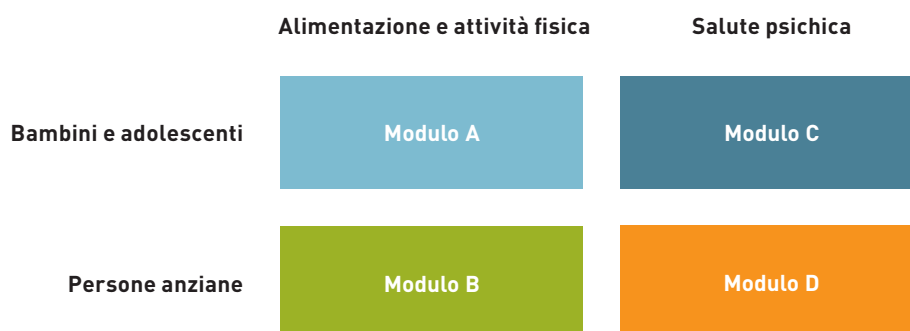 Alimentazione e attività fisica
Salute psichica
Bambini e adolescenti
Modulo A
Modulo C
Persone anziane
Modulo B
Modulo D